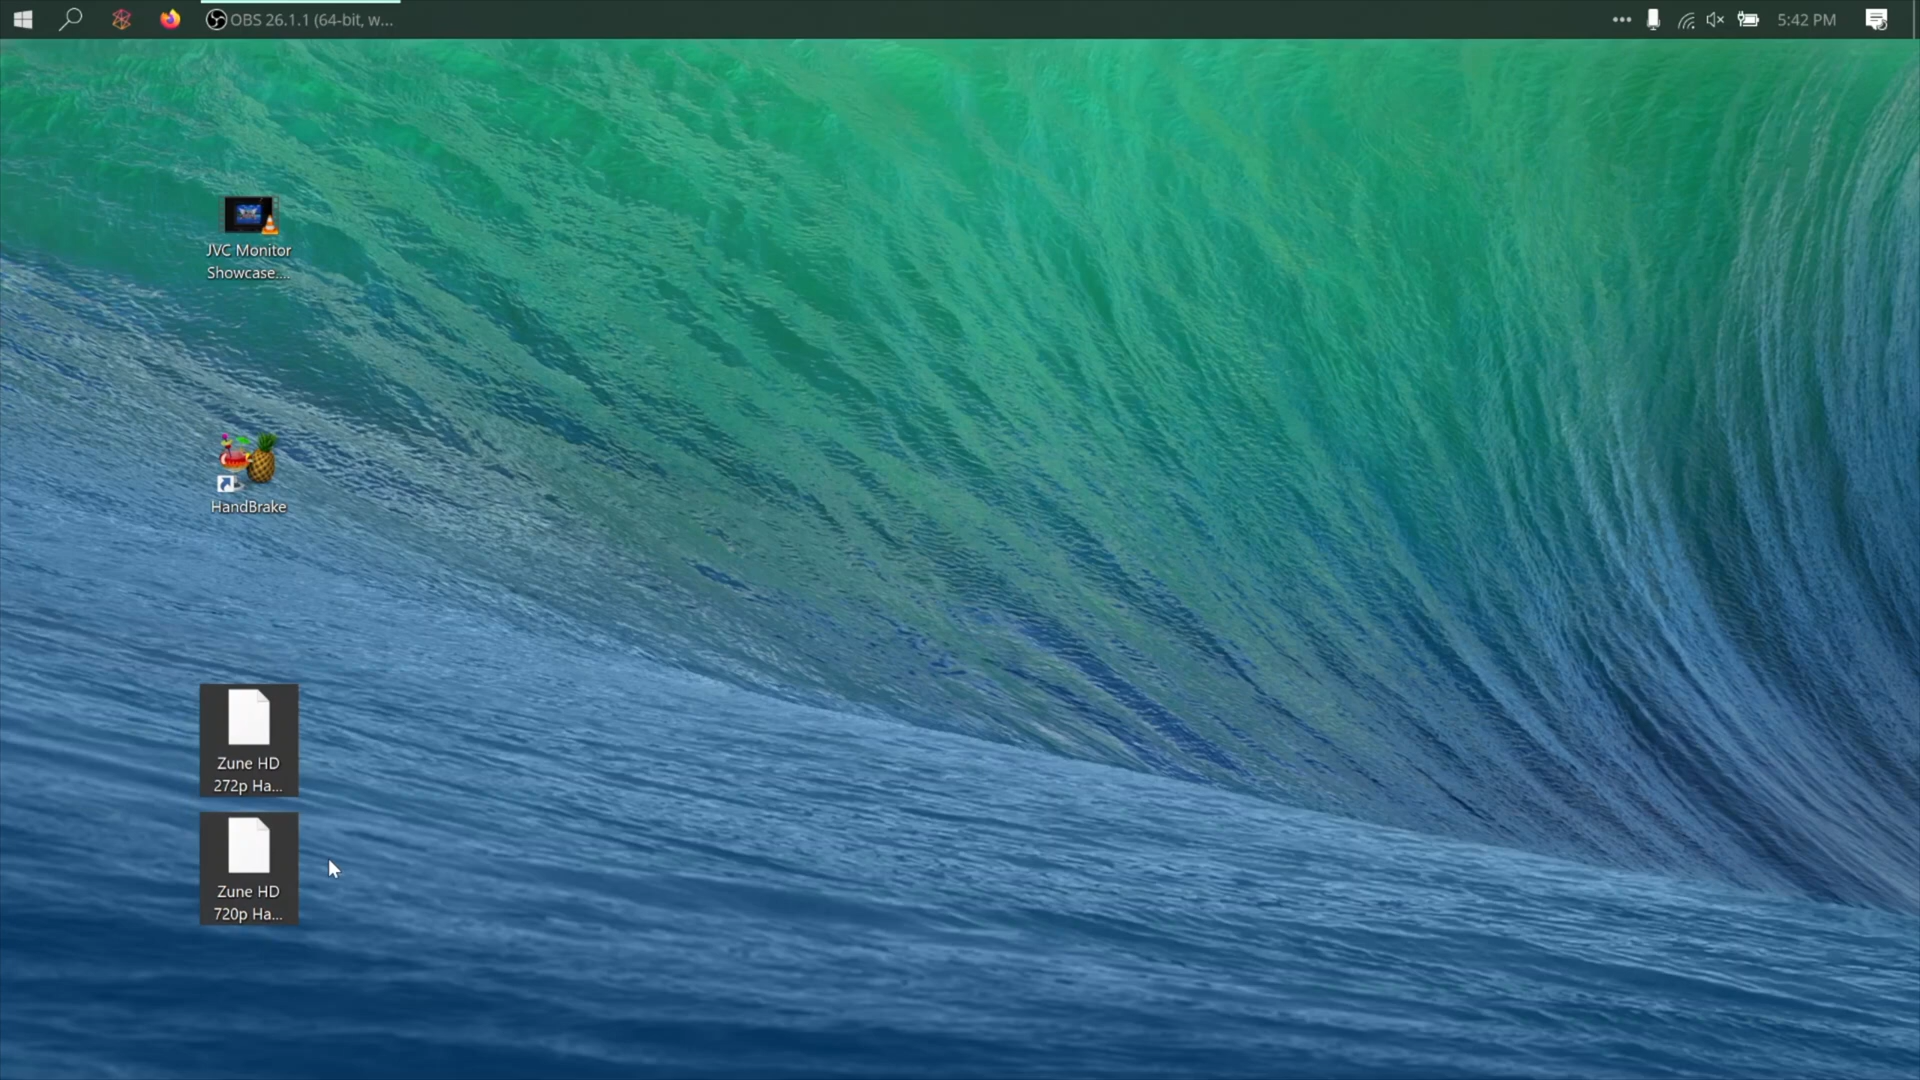 OBS 26.1.1 (64-bit, w...
5:42 PM
JVC Monitor
Showcase....
HandBrake
Zune HD
272p Ha...
Zune HD
720p Ha...